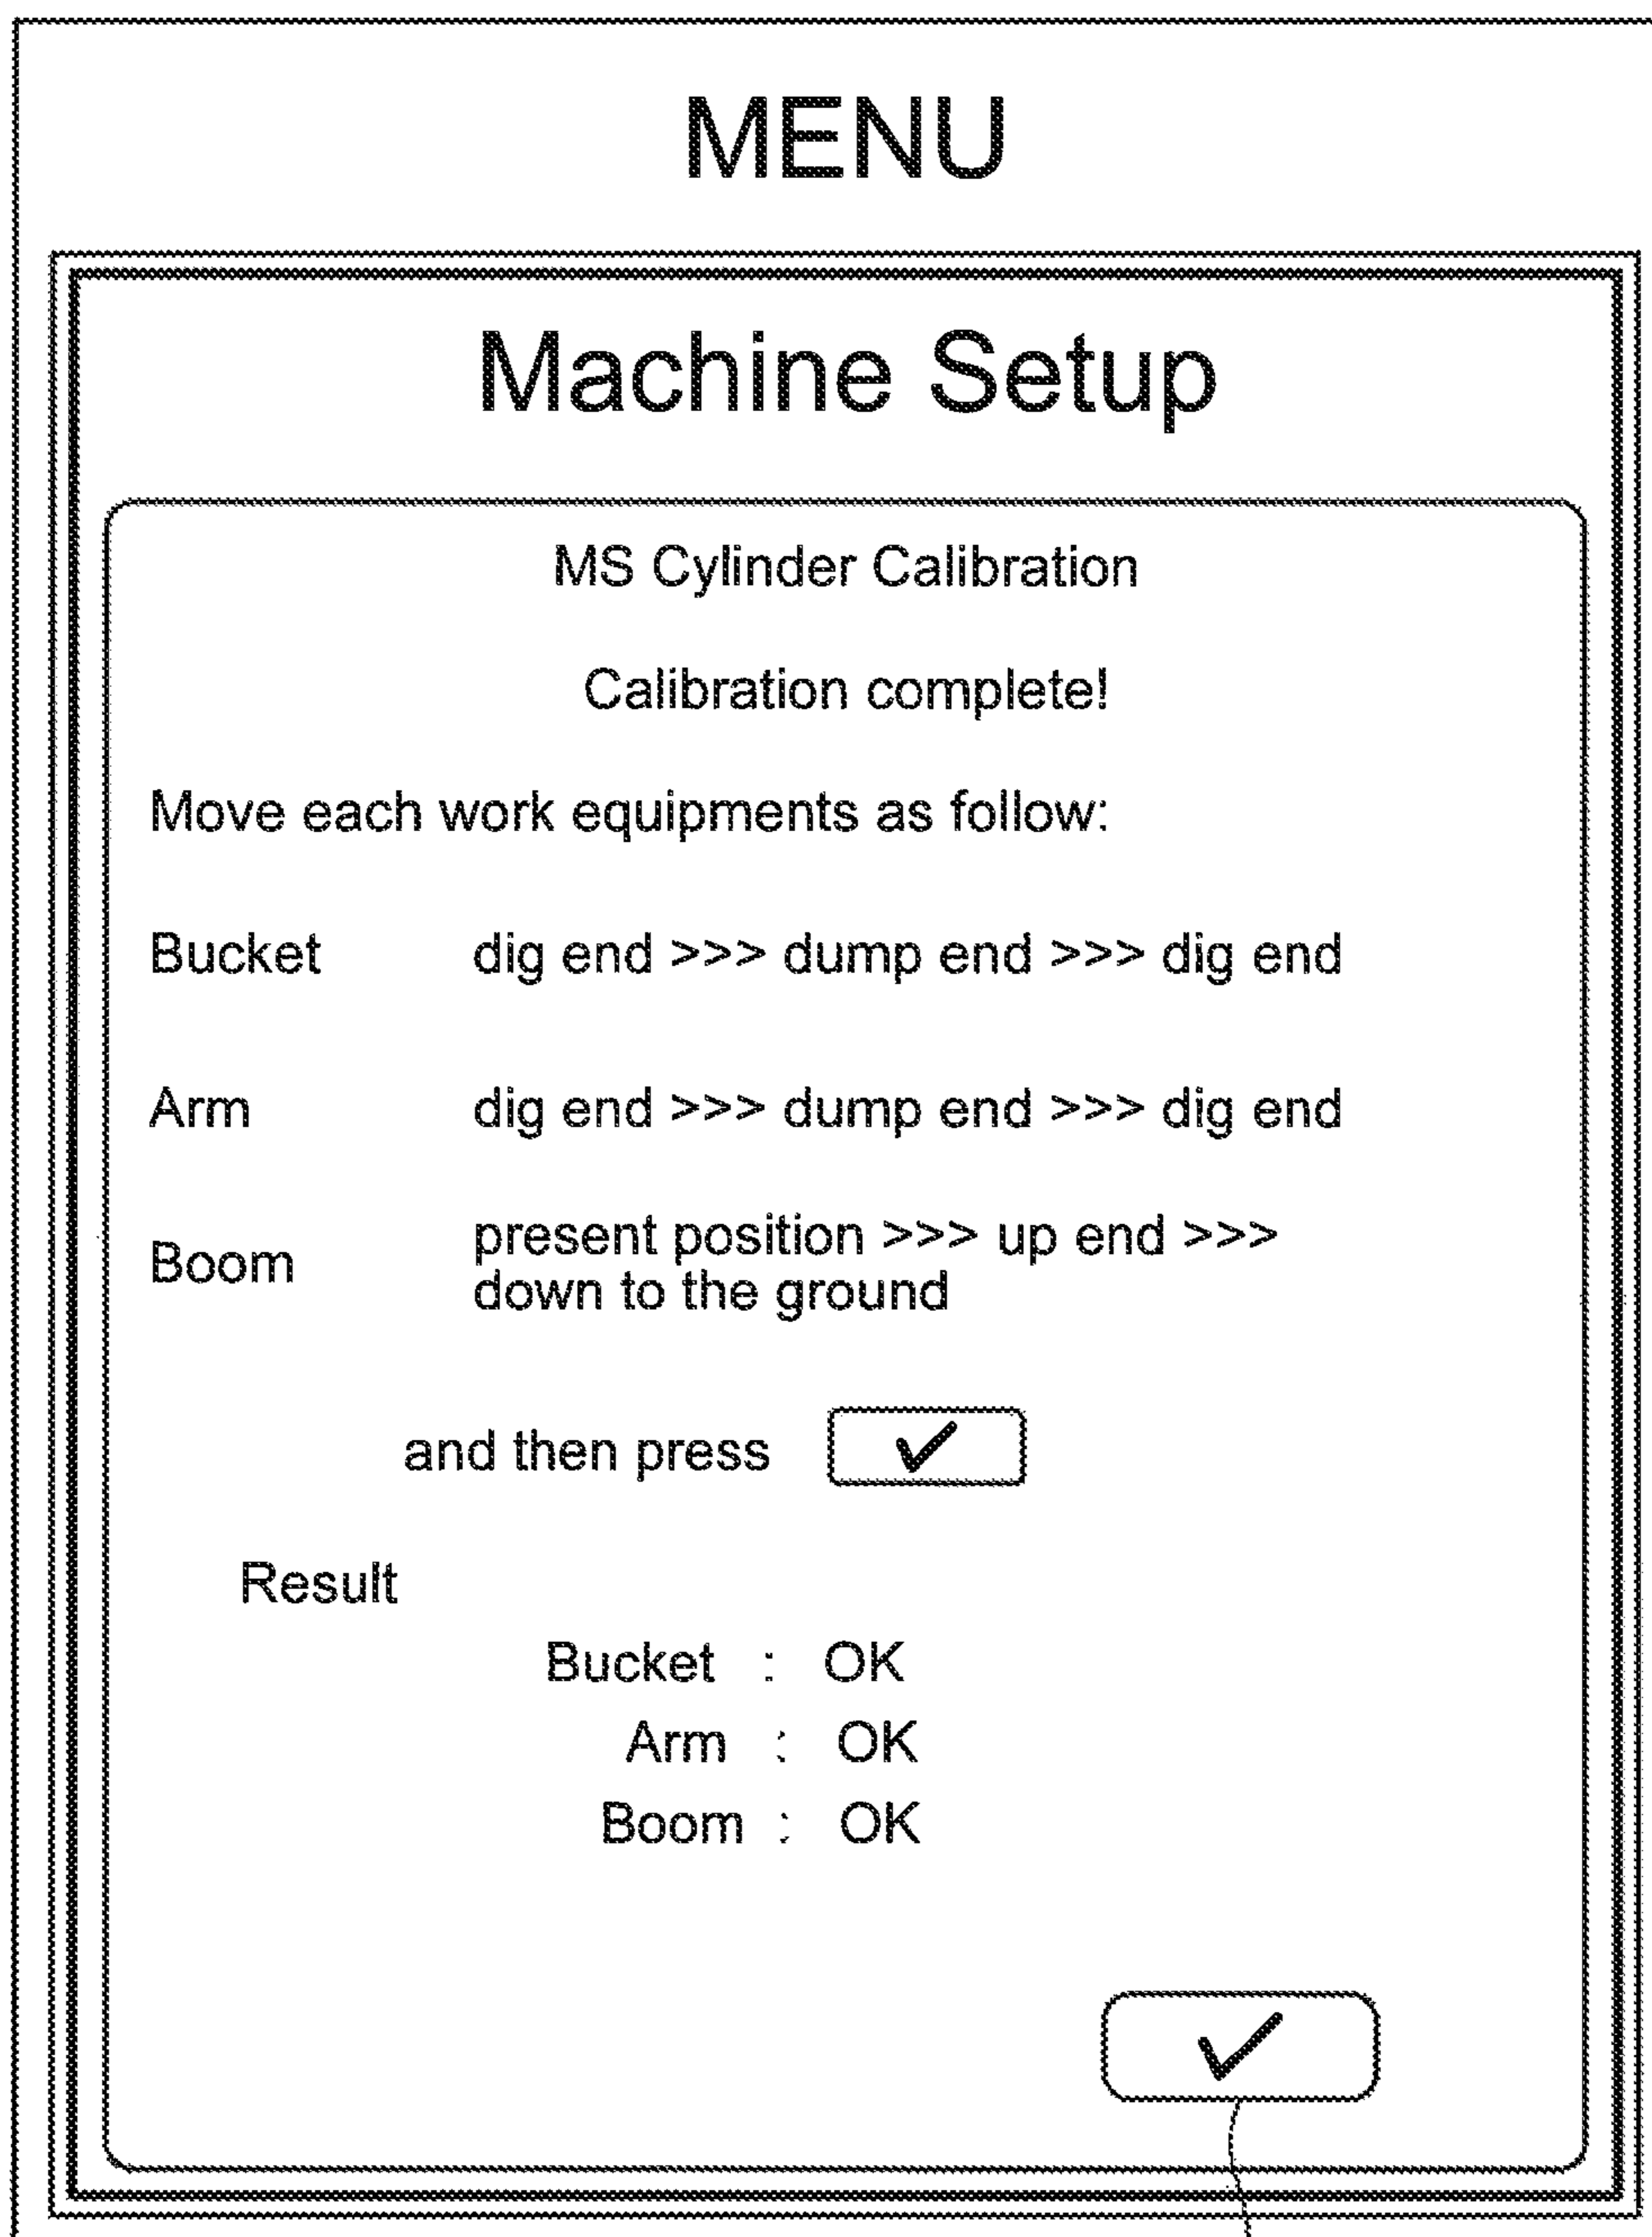 MENU
Machine Setup
MS Cylinder Calibration
Calibration complete!
Move each work equipments as follow:
Bucket dig end >>> dump end >>> dig end
Arm dig end >>> dump end >>> dig end
Boom present position >>> up end >>>
down to the ground
and then press ✓
Result
Bucket : OK
Arm : OK
Boom : OK
✓